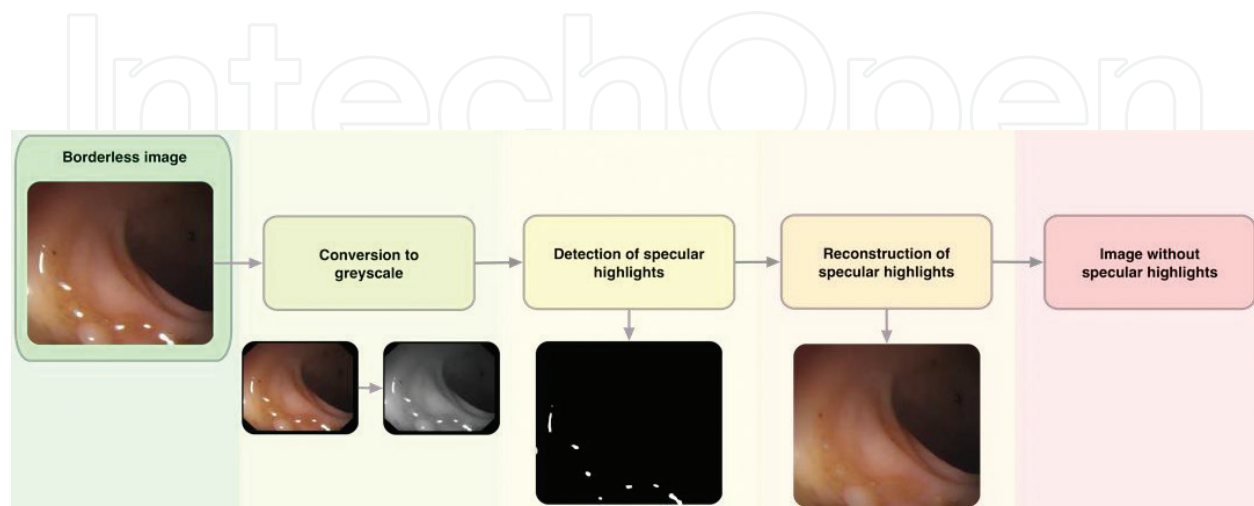 IntechOpen
Borderless image
Conversion to
greyscale
Detection of specular
highlights
Reconstruction of
specular highlights
Image without
specular highlights